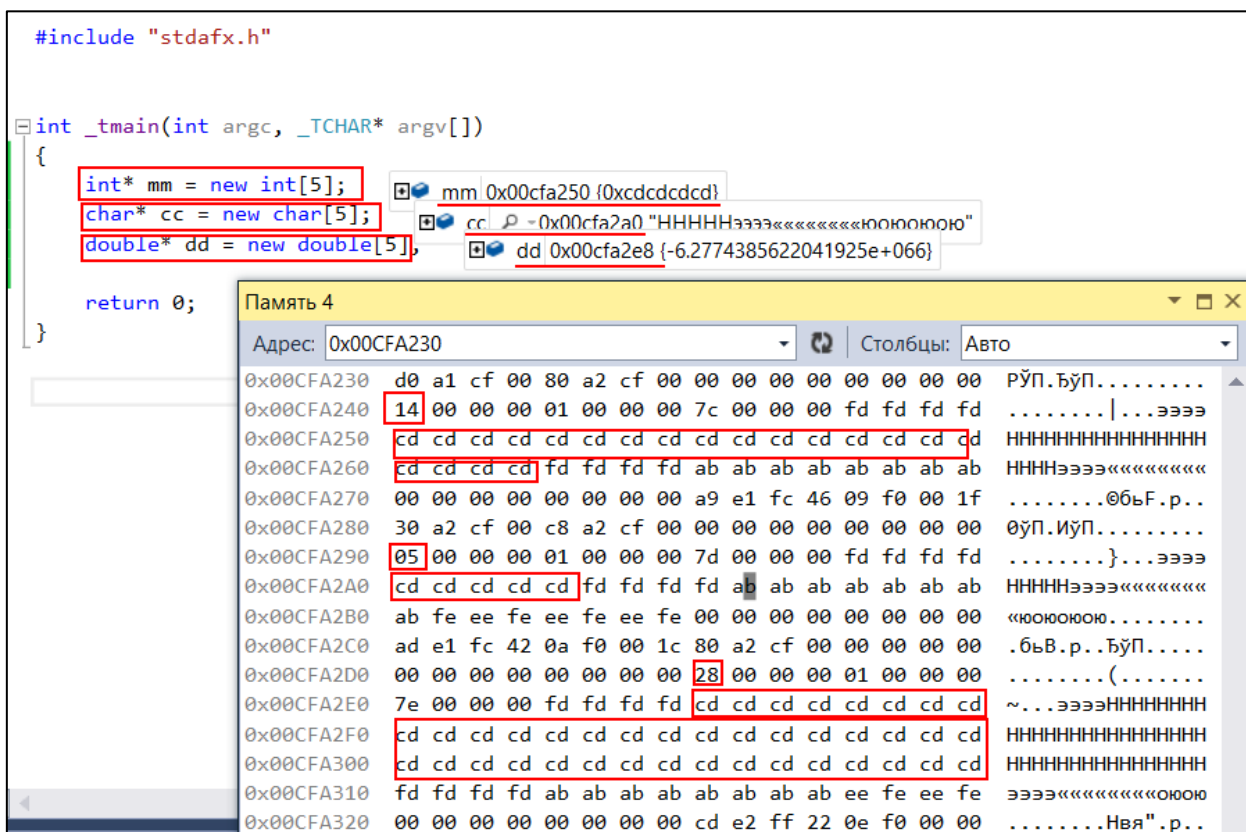 #include "stdafx.h"
int _tmain(int argc, _TCHAR* argv[])
{
int* mm = new int[5];
mm 0x00cfa250 {0xcdcdcdcd}
char* cc = new char[5];
cc 0x00cfa2a0 "НННННээээ«««««««««юоюоюою"
double* dd = new double[5]
dd 0x00cfa2e8 {-6.2774385622041925e+066}
return 0;
}
Память 4
Адрес: 0x00CFA230 Столбцы: Авто
0x00CFA230 d0 a1 cf 00 80 a2 cf 00 00 00 00 00 00 00 00 00 РЎП.ЂўП.........
0x00CFA240 14 00 00 00 01 00 00 00 7c 00 00 00 fd fd fd fd ........|...ээээ
0x00CFA250 cd cd cd cd cd cd cd cd cd cd cd cd cd cd cd cd НННННННННННННННН
0x00CFA260 cd cd cd cd fd fd fd fd ab ab ab ab ab ab ab ab ННННээээ««««««««
0x00CFA270 00 00 00 00 00 00 00 00 a9 e1 fc 46 09 f0 00 1f ........©бьF.р..
0x00CFA280 30 a2 cf 00 c8 a2 cf 00 00 00 00 00 00 00 00 00 0ўП.ИўП.........
0x00CFA290 05 00 00 00 01 00 00 00 7d 00 00 00 fd fd fd fd ........}...ээээ
0x00CFA2A0 cd cd cd cd cd fd fd fd fd ab ab ab ab ab ab ab НННННээээ«««««««
0x00CFA2B0 ab fe ee fe ee fe ee fe 00 00 00 00 00 00 00 00 «юоюоюою........
0x00CFA2C0 ad e1 fc 42 0a f0 00 1c 80 a2 cf 00 00 00 00 00 .бьB.р..ЂўП.....
0x00CFA2D0 00 00 00 00 00 00 00 00 28 00 00 00 01 00 00 00 ........(.......
0x00CFA2E0 7e 00 00 00 fd fd fd fd cd cd cd cd cd cd cd cd ~...ээээНННННННН
0x00CFA2F0 cd cd cd cd cd cd cd cd cd cd cd cd cd cd cd cd НННННННННННННННН
0x00CFA300 cd cd cd cd cd cd cd cd cd cd cd cd cd cd cd cd НННННННННННННННН
0x00CFA310 fd fd fd fd ab ab ab ab ab ab ab ab ee fe ee fe ээээ««««««««оюою
0x00CFA320 00 00 00 00 00 00 00 00 cd e2 ff 22 0e f0 00 00 ........Нвя".р..